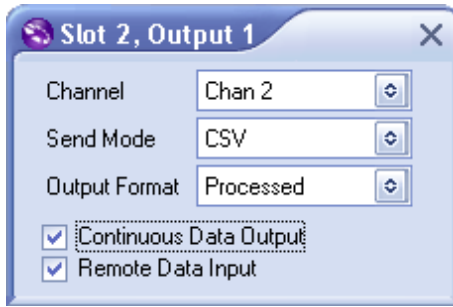 Slot 2, Output 1
Channel Chan 2
Send Mode CSV
Output Format Processed
Continuous Data Output
Remote Data Input